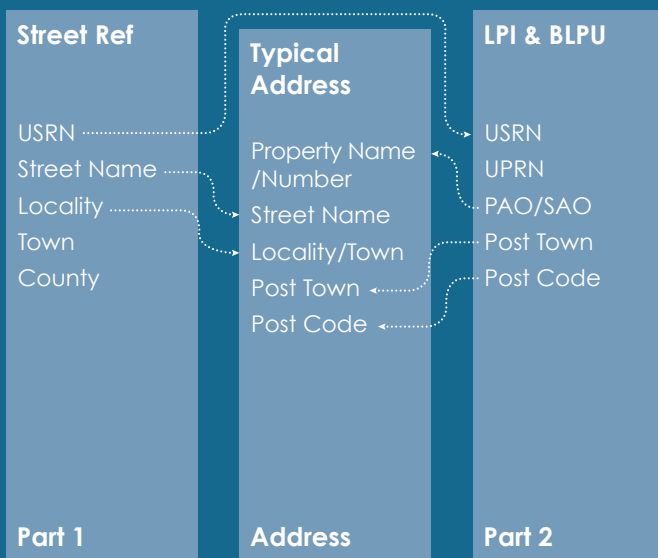 Street Ref
USRN
Street Name
Locality
Town
County
Part 1
Typical
Address
Property Name
/Number
Street Name
Locality/Town
Post Town
Post Code
Address
LPI & BLPU
USRN
UPRN
PAO/SAO
Post Town
Post Code
Part 2